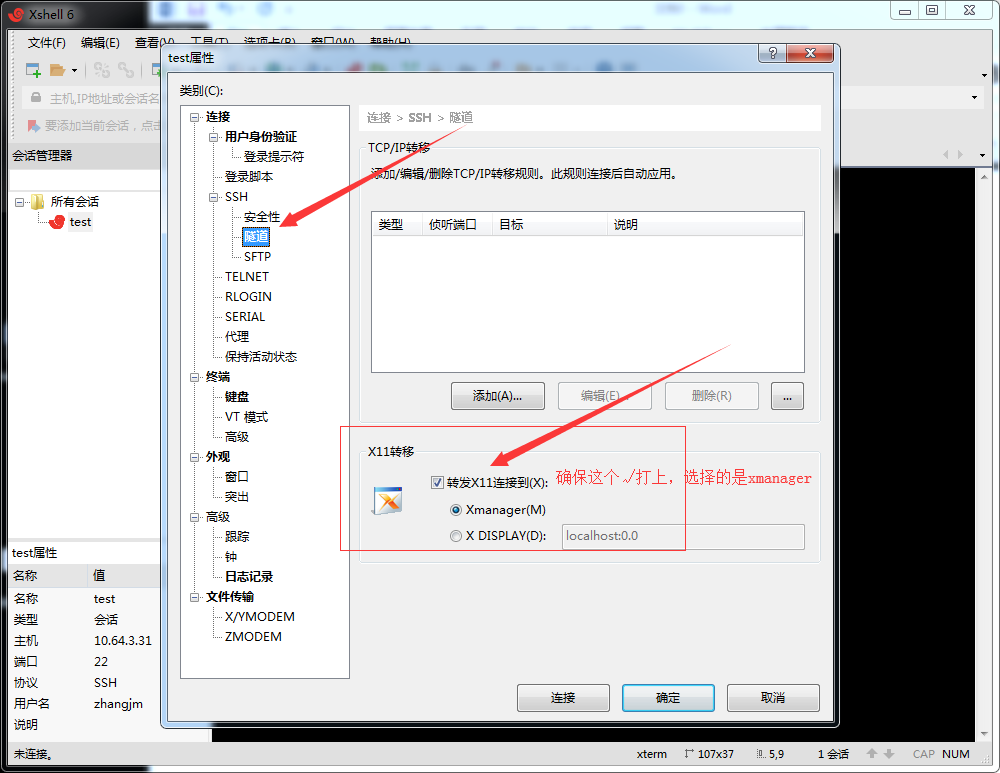 Xshell 6
文件(F) 编辑(E) 查看(V) 工具(T) 选项卡(B) 窗口(W) 帮助(H)
主机,IP地址或会话名
要添加当前会话，点击
会话管理器
所有会话
test
test属性
名称 值
名称 test
类型 会话
主机 10.64.3.31
端口 22
协议 SSH
用户名 zhangjm
说明
未连接。
xterm 107x37 5,9 1 会话 CAP NUM
test属性
类别(C):
连接
用户身份验证
登录提示符
登录脚本
SSH
安全性
隧道
SFTP
TELNET
RLOGIN
SERIAL
代理
保持活动状态
终端
键盘
VT 模式
高级
外观
窗口
突出
高级
跟踪
钟
日志记录
文件传输
X/YMODEM
ZMODEM
连接 > SSH > 隧道
TCP/IP转移
添加/编辑/删除TCP/IP转移规则。此规则连接后自动应用。
类型 侦听端口 目标 说明
添加(A)... 编辑(E)... 删除(R) ...
X11转移
转发X11连接到(X): 确保这个√打上，选择的是xmanager
Xmanager(M)
X DISPLAY(D): localhost:0.0
连接 确定 取消